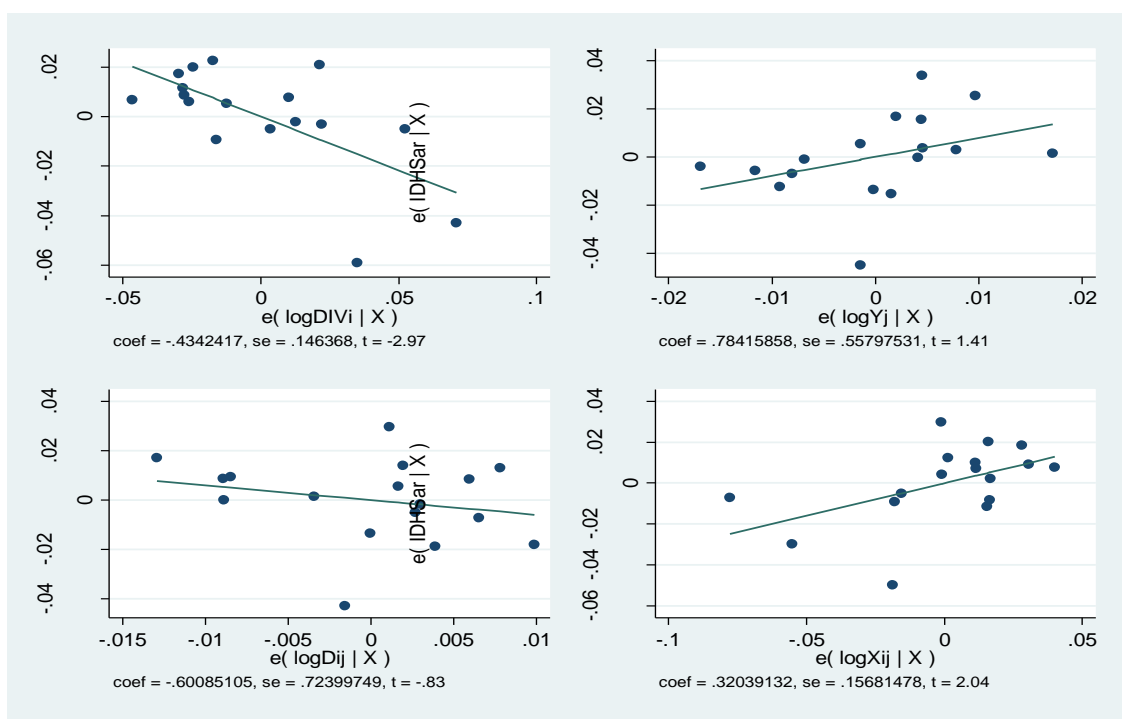 .02
0
-.02
-.04
-.06
e( IDHSar | X )
-.05 0 .05 .1
e( logDIVi | X )
coef = -.4342417, se = .146368, t = -2.97
.04
.02
0
-.02
-.04
-.02 -.01 0 .01 .02
e( logYj | X )
coef = .78415858, se = .55797531, t = 1.41
.04
.02
0
-.02
-.04
e( IDHSar | X )
-.015 -.01 -.005 0 .005 .01
e( logDij | X )
coef = -.60085105, se = .72399749, t = -.83
.04
.02
0
-.02
-.04
-.06
-.1 -.05 0 .05
e( logXij | X )
coef = .32039132, se = .15681478, t = 2.04